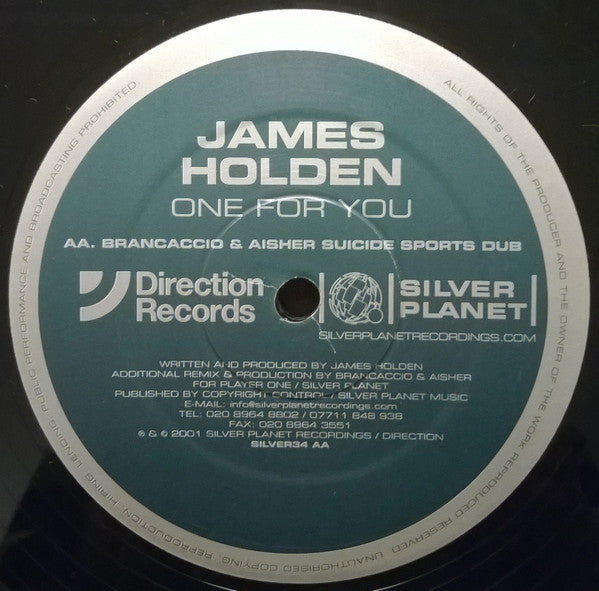 JAMES
HOLDEN
ONE FOR YOU
AA. BRANCACCIO & AISHER SUICIDE SPORTS DUB
Direction
Records
SILVER
PLANET
SILVERPLANETRECORDINGS.COM
WRITTEN AND PRODUCED BY JAMES HOLDEN
ADDITIONAL REMIX & PRODUCTION BY BRANCACCIO & AISHER
FOR PLAYER ONE / SILVER PLANET
PUBLISHED BY COPYRIGHT CONTROL / SILVER PLANET MUSIC
E-MAIL: info@silverplanetrecordings.com
TEL: 020 8964 8802 / 07711 848 938
FAX: 020 8964 3551
℗ & © 2001 SILVER PLANET RECORDINGS / DIRECTION
SILVER34 AA
ALL RIGHTS OF THE PRODUCER AND THE OWNER OF THE WORK REPRODUCED RESERVED. UNAUTHORISED COPYING, REPRODUCTION, HIRING, LENDING, PUBLIC PERFORMANCE AND BROADCASTING PROHIBITED.